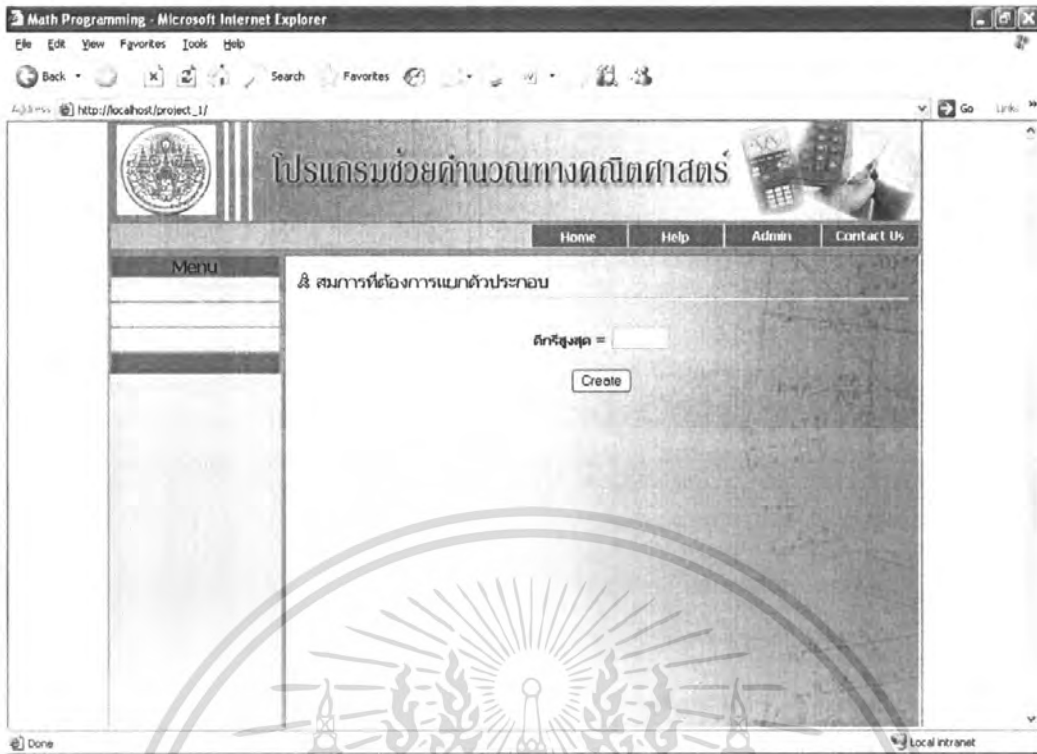 Math Programming - Microsoft Internet Explorer
File Edit View Favorites Tools Help
Back Search Favorites
Address http://localhost/project_1/ Go Links »
โปรแกรมช่วยคำนวณทางคณิตศาสตร์
Home Help Admin Contact Us
Menu
สมการที่ต้องการแยกตัวประกอบ
ดีกรีสูงสุด =
Create
Done Local intranet